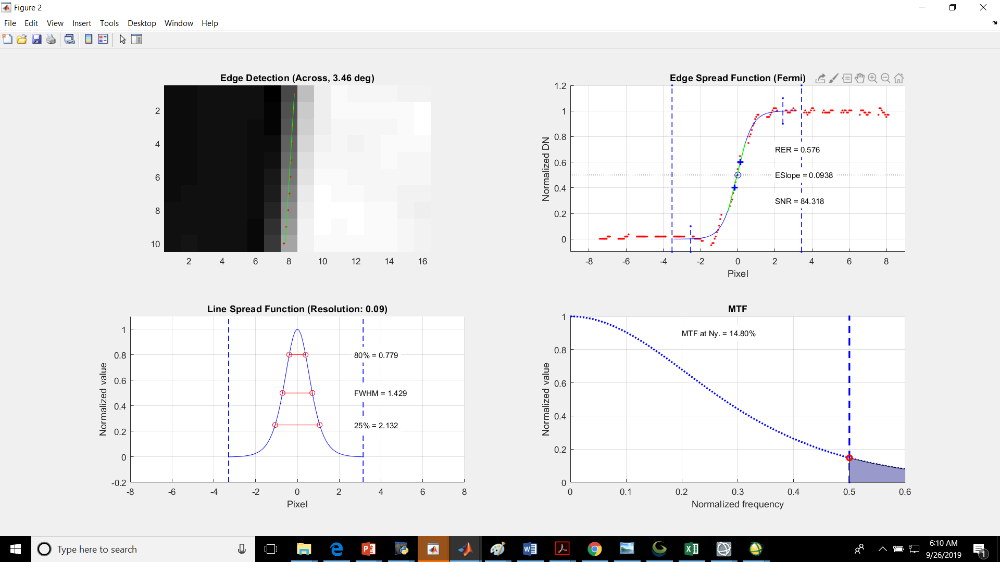 Figure 2
File Edit View Insert Tools Desktop Window Help
Edge Detection (Across, 3.46 deg)
2
4
6
8
10
2 4 6 8 10 12 14 16
Edge Spread Function (Fermi)
Normalized DN
1.2
1
0.8
0.6
0.4
0.2
0
RER = 0.576
ESlope = 0.0938
SNR = 84.318
-8 -6 -4 -2 0 2 4 6 8
Pixel
Line Spread Function (Resolution: 0.09)
Normalized value
1
0.8
0.6
0.4
0.2
0
-0.2
80% = 0.779
FWHM = 1.429
25% = 2.132
-8 -6 -4 -2 0 2 4 6 8
Pixel
MTF
Normalized value
1
0.8
0.6
0.4
0.2
0
MTF at Ny. = 14.80%
0 0.1 0.2 0.3 0.4 0.5 0.6
Normalized frequency
Type here to search
6:10 AM
9/26/2019
1